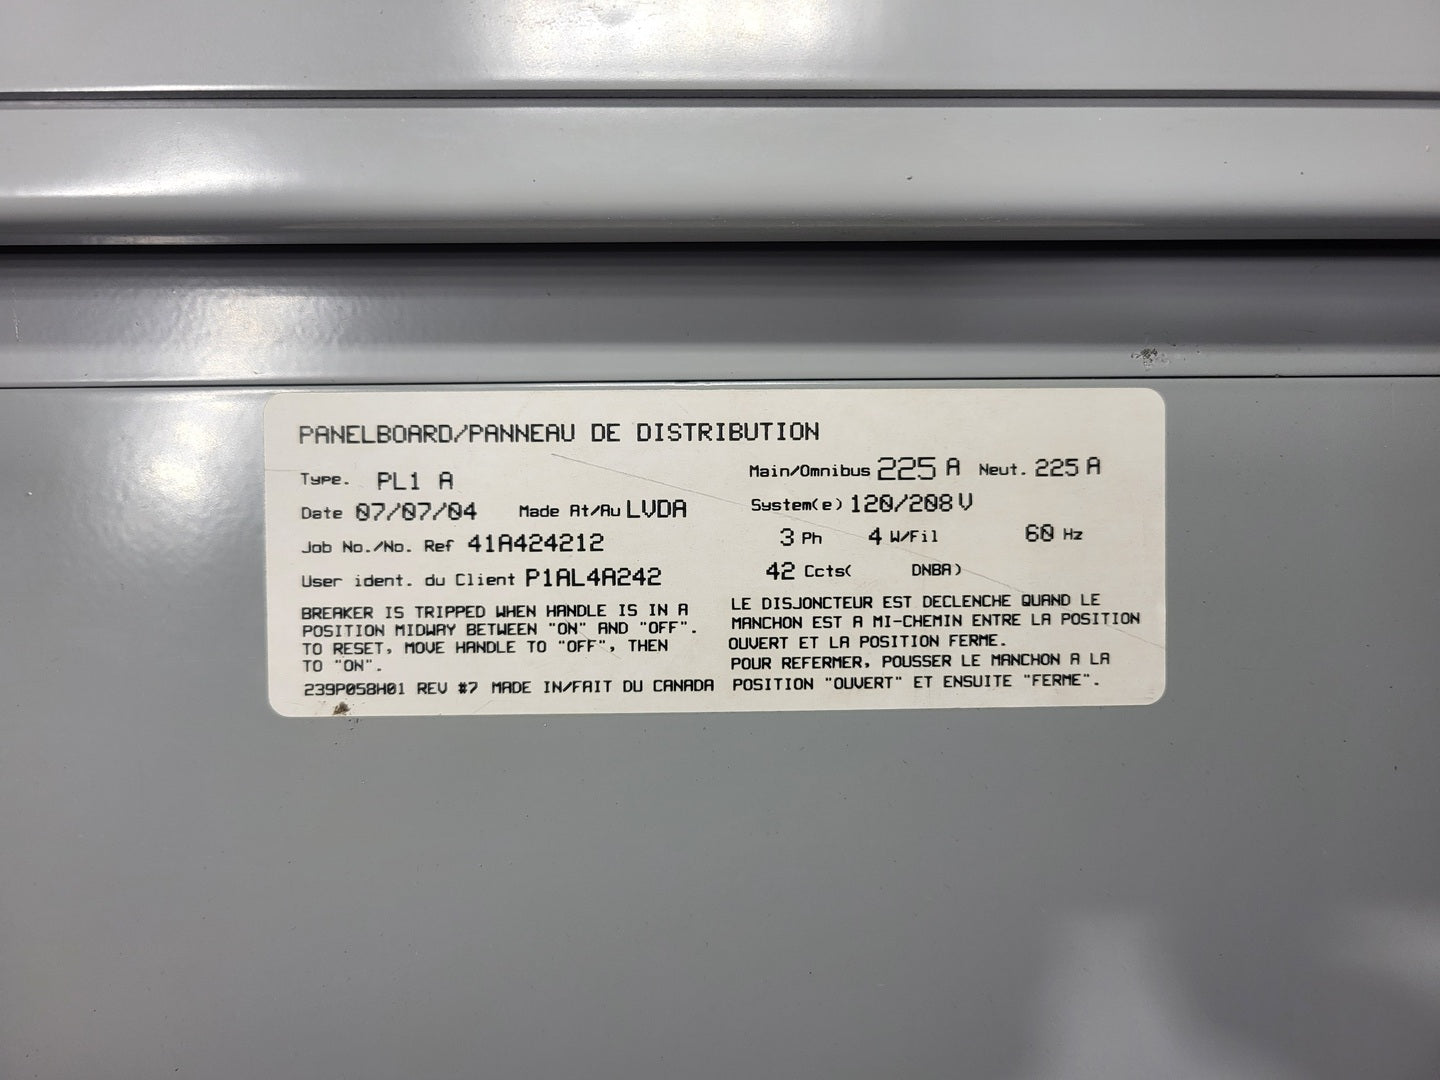 PANELBOARD/PANNEAU DE DISTRIBUTION
Type. PL1 A
Date 07/07/04 Made At/Au LVDA
Job No./No. Ref 41A424212
User ident. du Client P1AL4A242
BREAKER IS TRIPPED WHEN HANDLE IS IN A
POSITION MIDWAY BETWEEN "ON" AND "OFF".
TO RESET, MOVE HANDLE TO "OFF", THEN
TO "ON".
239P058H01 REV #7 MADE IN/FAIT DU CANADA
Main/Omnibus 225 A Neut. 225 A
System(e) 120/208 V
3 Ph 4 W/Fil 60 Hz
42 Ccts( DNBA)
LE DISJONCTEUR EST DECLENCHE QUAND LE
MANCHON EST A MI-CHEMIN ENTRE LA POSITION
OUVERT ET LA POSITION FERME.
POUR REFERMER, POUSSER LE MANCHON A LA
POSITION "OUVERT" ET ENSUITE "FERME".